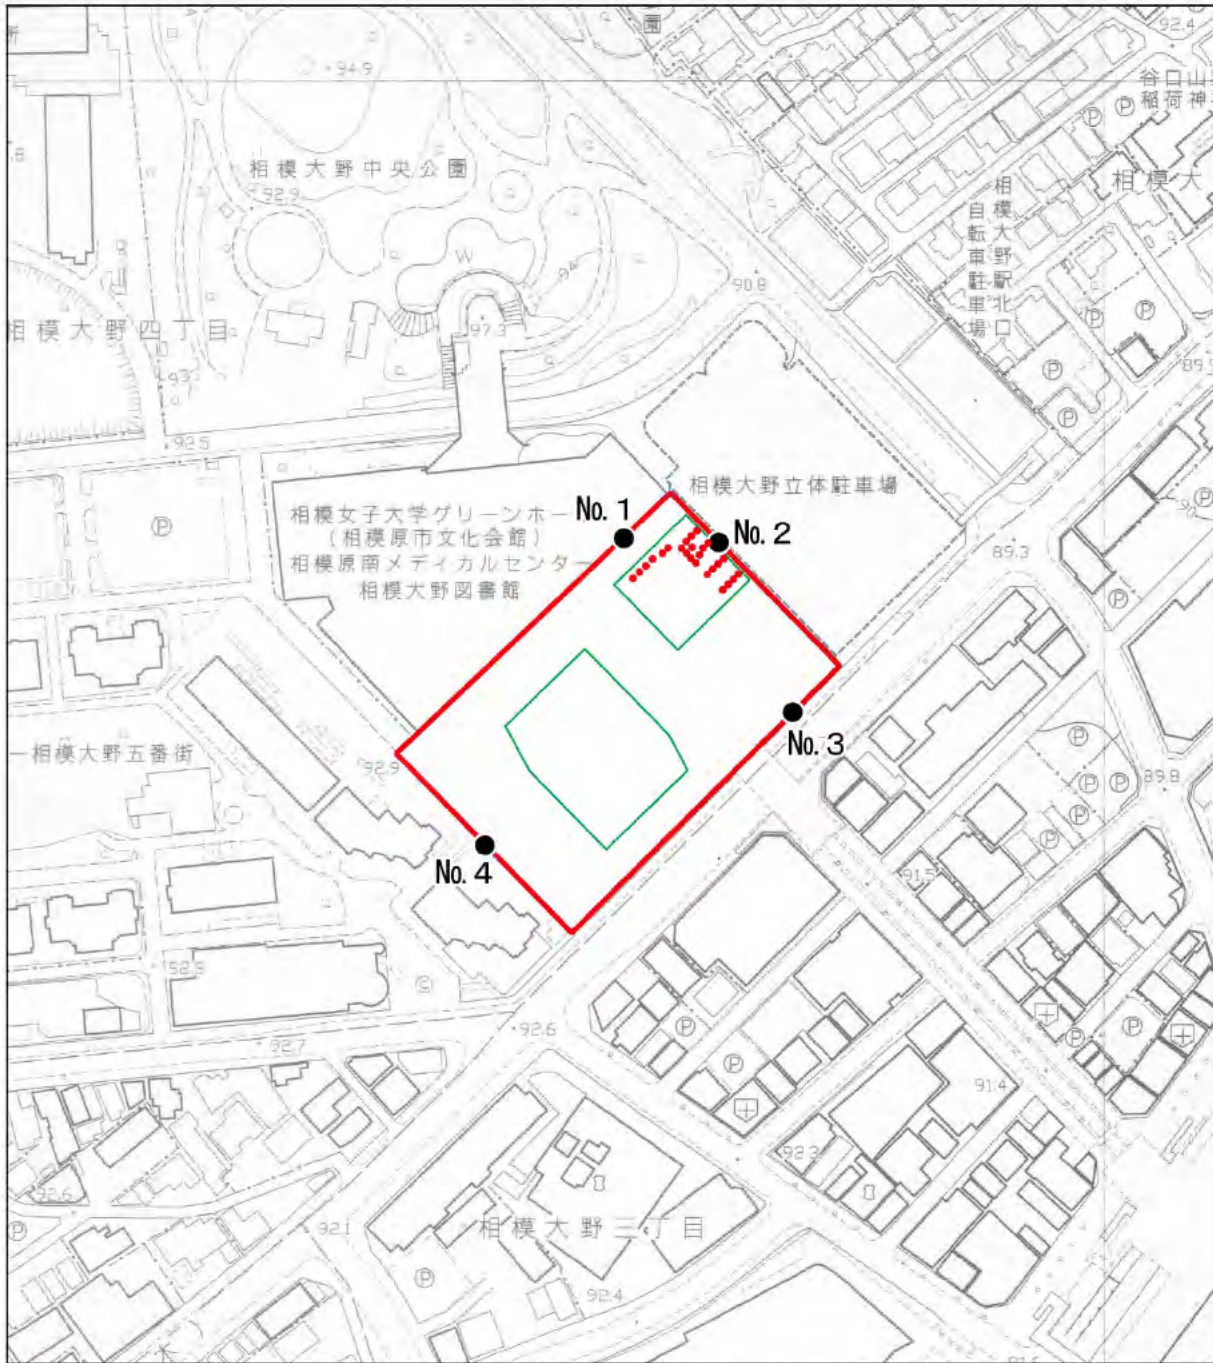 園
92.4
谷口山
稲荷神
94.9
相模大野中央公園
92.9
相模大
相模大野駅北口
自転車駐車場
W
90.8
97.3
相模大野四丁目
93
92.5
相模大野立体駐車場
相模女子大学グリーンホー
（相模原市文化会館）
相模原南メディカルセンター
相模大野図書館
No. 1
No. 2
89.3
No. 3
相模大野五番街
92.9
89.8
No. 4
91.5
92.6
92.7
91.4
92.3
92.6
92.1
相模大野三丁目
92.4
P